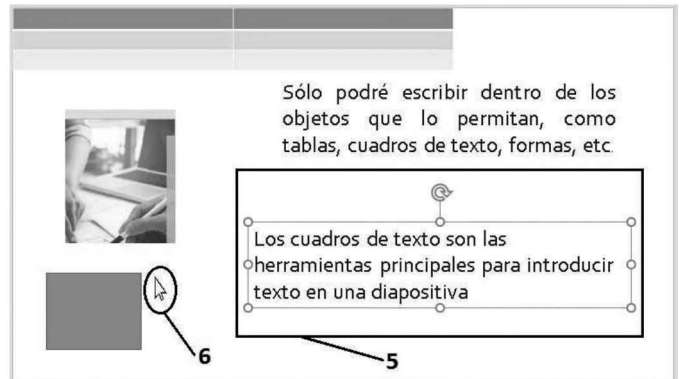 Sólo podré escribir dentro de los
objetos que lo permitan, como
tablas, cuadros de texto, formas, etc.
Los cuadros de texto son las
herramientas principales para introducir
texto en una diapositiva
6
5